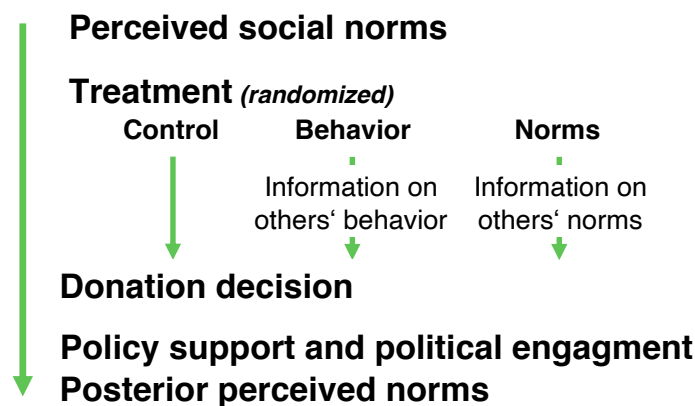 Perceived social norms
Treatment (randomized)
Control Behavior Norms
Information on Information on
others‘ behavior others‘ norms
Donation decision
Policy support and political engagment
Posterior perceived norms